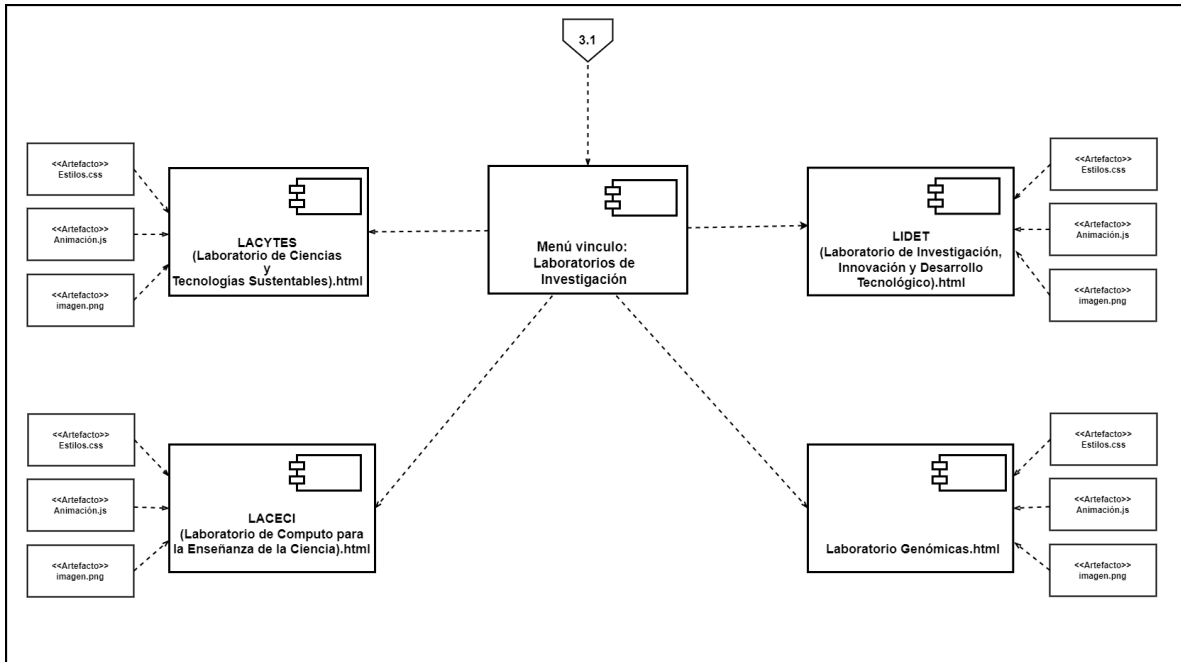 3.1
<<Artefacto>>
Estilos.css
<<Artefacto>>
Animación.js
<<Artefacto>>
imagen.png
LACYTES
(Laboratorio de Ciencias
y
Tecnologías Sustentables).html
Menú vinculo:
Laboratorios de
Investigación
LIDET
(Laboratorio de Investigación,
Innovación y Desarrollo
Tecnológico).html
<<Artefacto>>
Estilos.css
<<Artefacto>>
Animación.js
<<Artefacto>>
imagen.png
<<Artefacto>>
Estilos.css
<<Artefacto>>
Animación.js
<<Artefacto>>
imagen.png
LACECI
(Laboratorio de Computo para
la Enseñanza de la Ciencia).html
Laboratorio Genómicas.html
<<Artefacto>>
Estilos.css
<<Artefacto>>
Animación.js
<<Artefacto>>
imagen.png